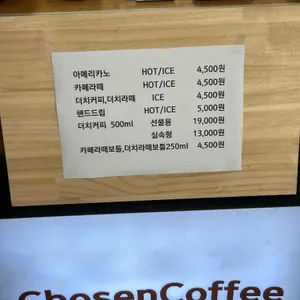 아메리카노 HOT/ICE 4,500원
카페라떼 HOT/ICE 4,500원
더치커피,더치라떼 ICE 4,500원
핸드드립 HOT/ICE 5,000원
더치커피 500ml 선물용 19,000원
실속형 13,000원
카페라떼보틀,더치라떼보틀250ml 4,500원
ChosenCoffee